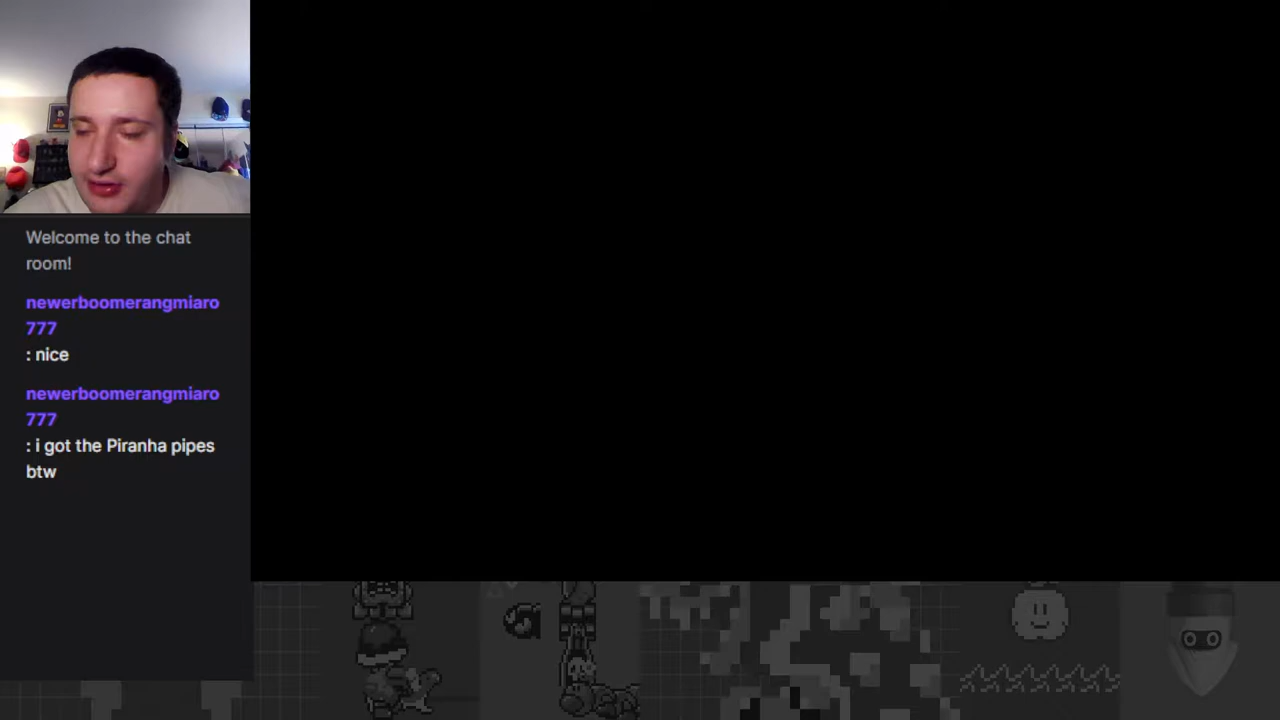 Welcome to the chat
room!
newerboomerangmiaro
777
: nice
newerboomerangmiaro
777
: i got the Piranha pipes
btw